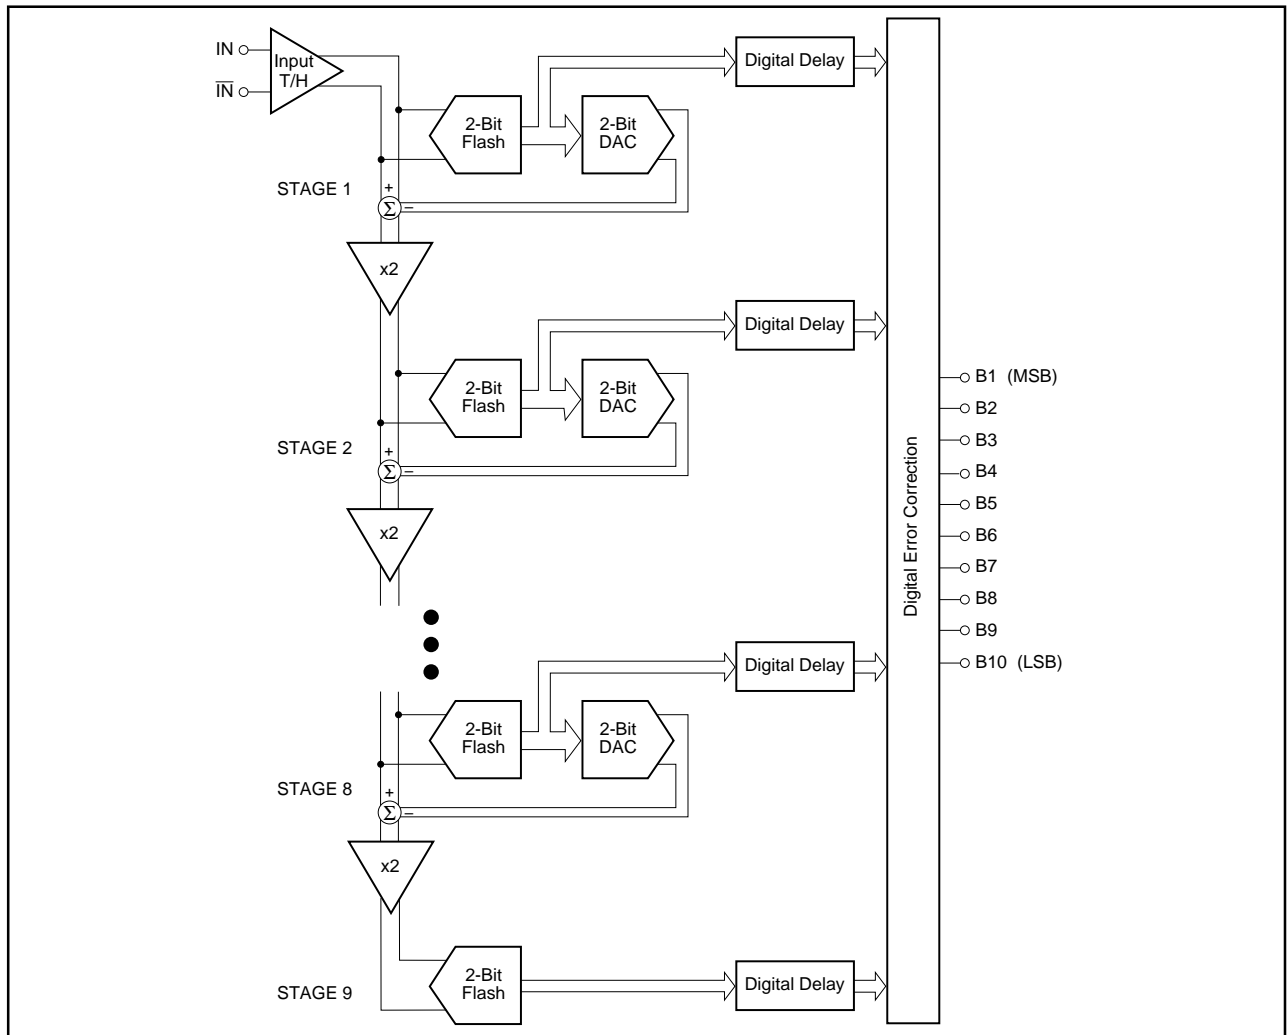 IN
Input
T/H
I̅N̅
Digital Delay
2-Bit
Flash
2-Bit
DAC
STAGE 1
+
Σ
–
x2
Digital Delay
2-Bit
Flash
2-Bit
DAC
STAGE 2
+
Σ
–
x2
Digital Delay
2-Bit
Flash
2-Bit
DAC
STAGE 8
+
Σ
–
x2
2-Bit
Flash
Digital Delay
STAGE 9
Digital Error Correction
B1 (MSB)
B2
B3
B4
B5
B6
B7
B8
B9
B10 (LSB)